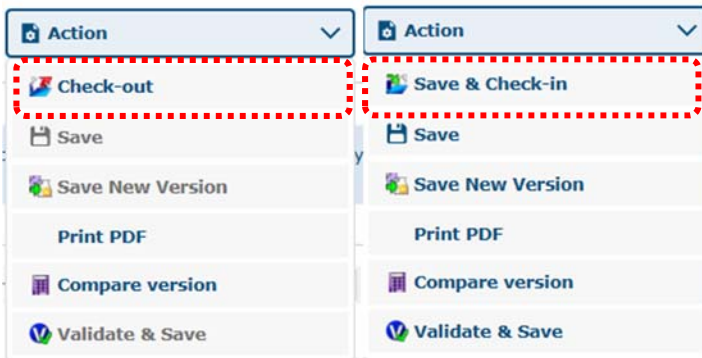 Action
Check-out
Save
Save New Version
Print PDF
Compare version
Validate & Save
Action
Save & Check-in
Save
Save New Version
Print PDF
Compare version
Validate & Save